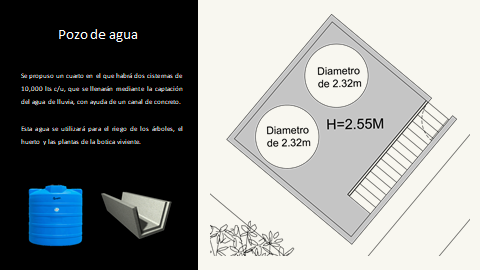 Pozo de agua
Se propuso un cuarto en el que habrá dos cisternas de
10,000 lts c/u, que se llenarán mediante la captación
del agua de lluvia, con ayuda de un canal de concreto.
Esta agua se utilizará para el riego de los árboles, el
huerto y las plantas de la botica viviente.
Diametro
de 2.32m
Diametro
de 2.32m
H=2.55M